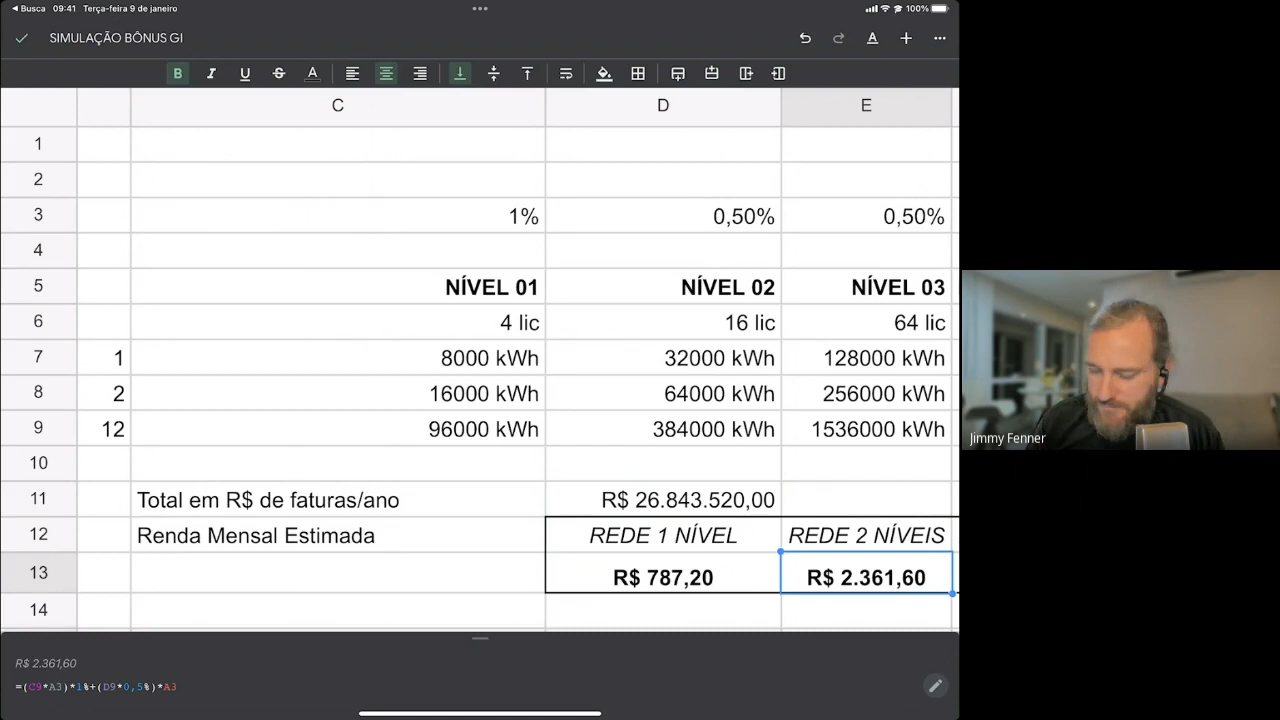 Busca 09:41 Terça-feira 9 de janeiro 100%
SIMULAÇÃO BÔNUS GI
B I U S A
C D E
1
2
3 1% 0,50% 0,50%
4
5 NÍVEL 01 NÍVEL 02 NÍVEL 03
6 4 lic 16 lic 64 lic
7 1 8000 kWh 32000 kWh 128000 kWh
8 2 16000 kWh 64000 kWh 256000 kWh
9 12 96000 kWh 384000 kWh 1536000 kWh
10
11 Total em R$ de faturas/ano R$ 26.843.520,00
12 Renda Mensal Estimada REDE 1 NÍVEL REDE 2 NÍVEIS
13 R$ 787,20 R$ 2.361,60
14
R$ 2.361,60
=(C9*A3)*1%+(D9*0,5%)*A3
Jimmy Fenner